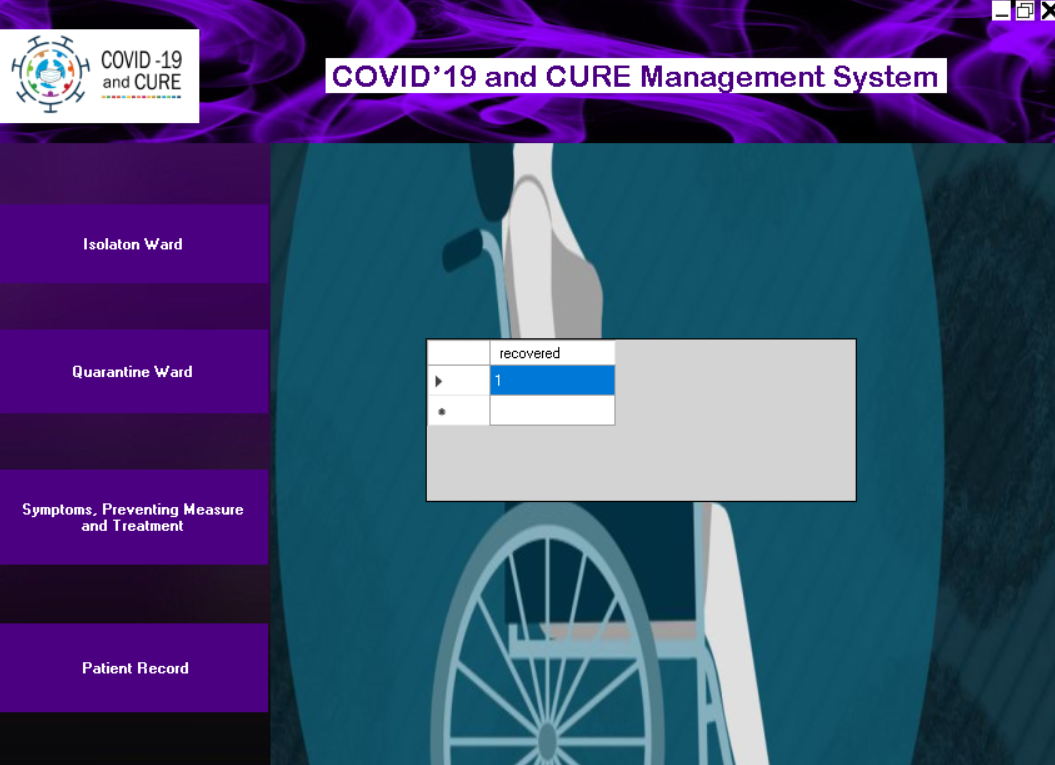 COVID -19
and CURE
COVID'19 and CURE Management System
Isolaton Ward
Quarantine Ward
Symptoms, Preventing Measure
and Treatment
Patient Record
recovered
1